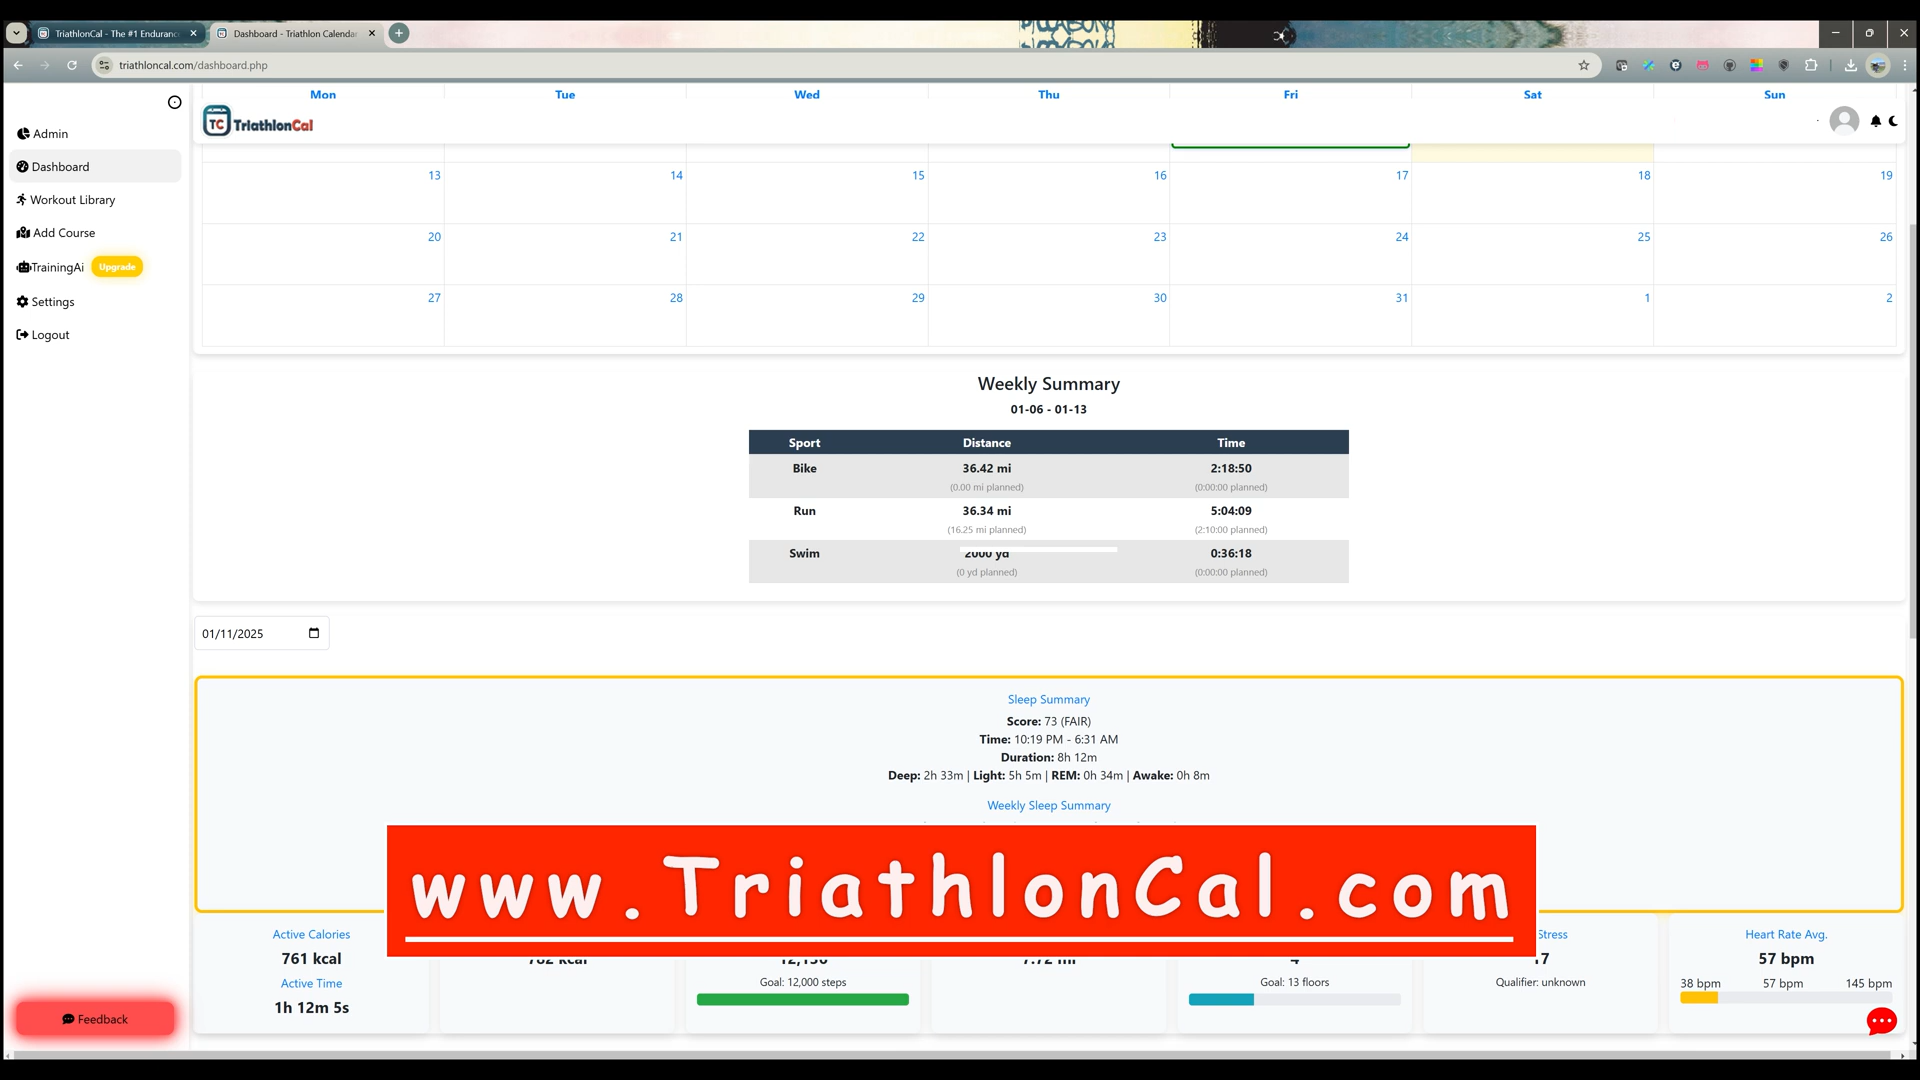 TriathlonCal - The #1 Enduranc
Dashboard - Triathlon Calenda
triathloncal.com/dashboard.php
Mon Tue Wed Thu Fri Sat Sun
TC TriathlonCal
Admin
Dashboard
Workout Library
Add Course
TrainingAi Upgrade
Settings
Logout
13 14 15 16 17 18 19
20 21 22 23 24 25 26
27 28 29 30 31 1 2
Weekly Summary
01-06 - 01-13
Sport Distance Time
Bike 36.42 mi 2:18:50
(0.00 mi planned) (0:00:00 planned)
Run 36.34 mi 5:04:09
(16.25 mi planned) (2:10:00 planned)
Swim 2000 yd 0:36:18
(0 yd planned) (0:00:00 planned)
01/11/2025
Sleep Summary
Score: 73 (FAIR)
Time: 10:19 PM - 6:31 AM
Duration: 8h 12m
Deep: 2h 33m | Light: 5h 5m | REM: 0h 34m | Awake: 0h 8m
Weekly Sleep Summary
www.TriathlonCal.com
Active Calories Stress Heart Rate Avg.
761 kcal 57 bpm
Active Time Goal: 12,000 steps Goal: 13 floors Qualifier: unknown 38 bpm 57 bpm 145 bpm
1h 12m 5s
Feedback